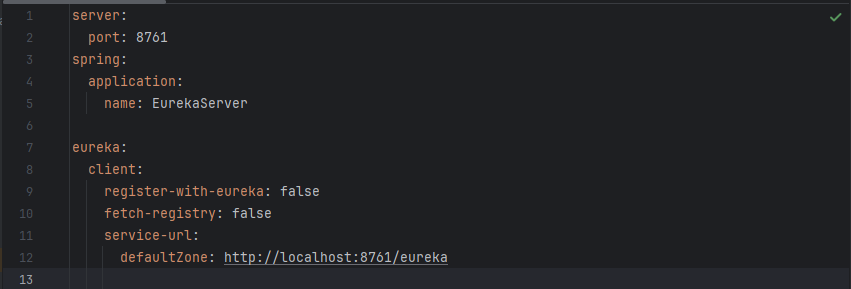 1 server:
2   port: 8761
3 spring:
4   application:
5     name: EurekaServer
6
7 eureka:
8   client:
9     register-with-eureka: false
10     fetch-registry: false
11     service-url:
12       defaultZone: http://localhost:8761/eureka
13